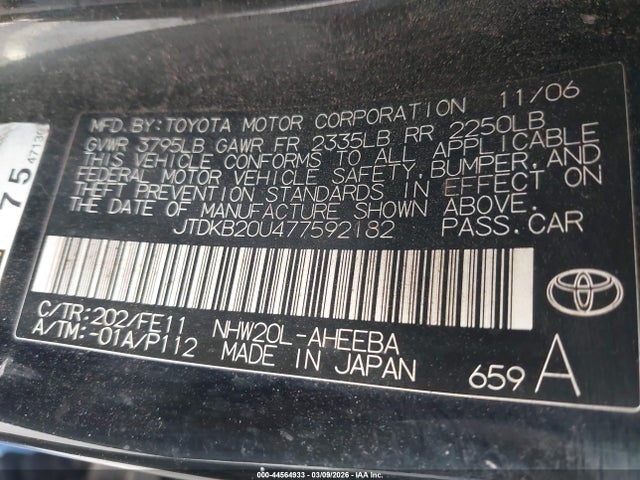 11/06
MFD.BY:TOYOTA MOTOR CORPORATION
GVWR 3795LB GAWR FR 2335LB RR 2250LB
THIS VEHICLE CONFORMS TO ALL APPLICABLE
FEDERAL MOTOR VEHICLE SAFETY,BUMPER,AND
THEFT PREVENTION STANDARDS IN EFFECT ON
THE DATE OF MANUFACTURE SHOWN ABOVE.
JTDKB20U477592182 PASS.CAR
C/TR:202/FE11 NHW20L-AHEEBA
A/TM:-01A/P112 MADE IN JAPAN
659 A
75
000-44564933 - 03/09/2026 - IAAI.com